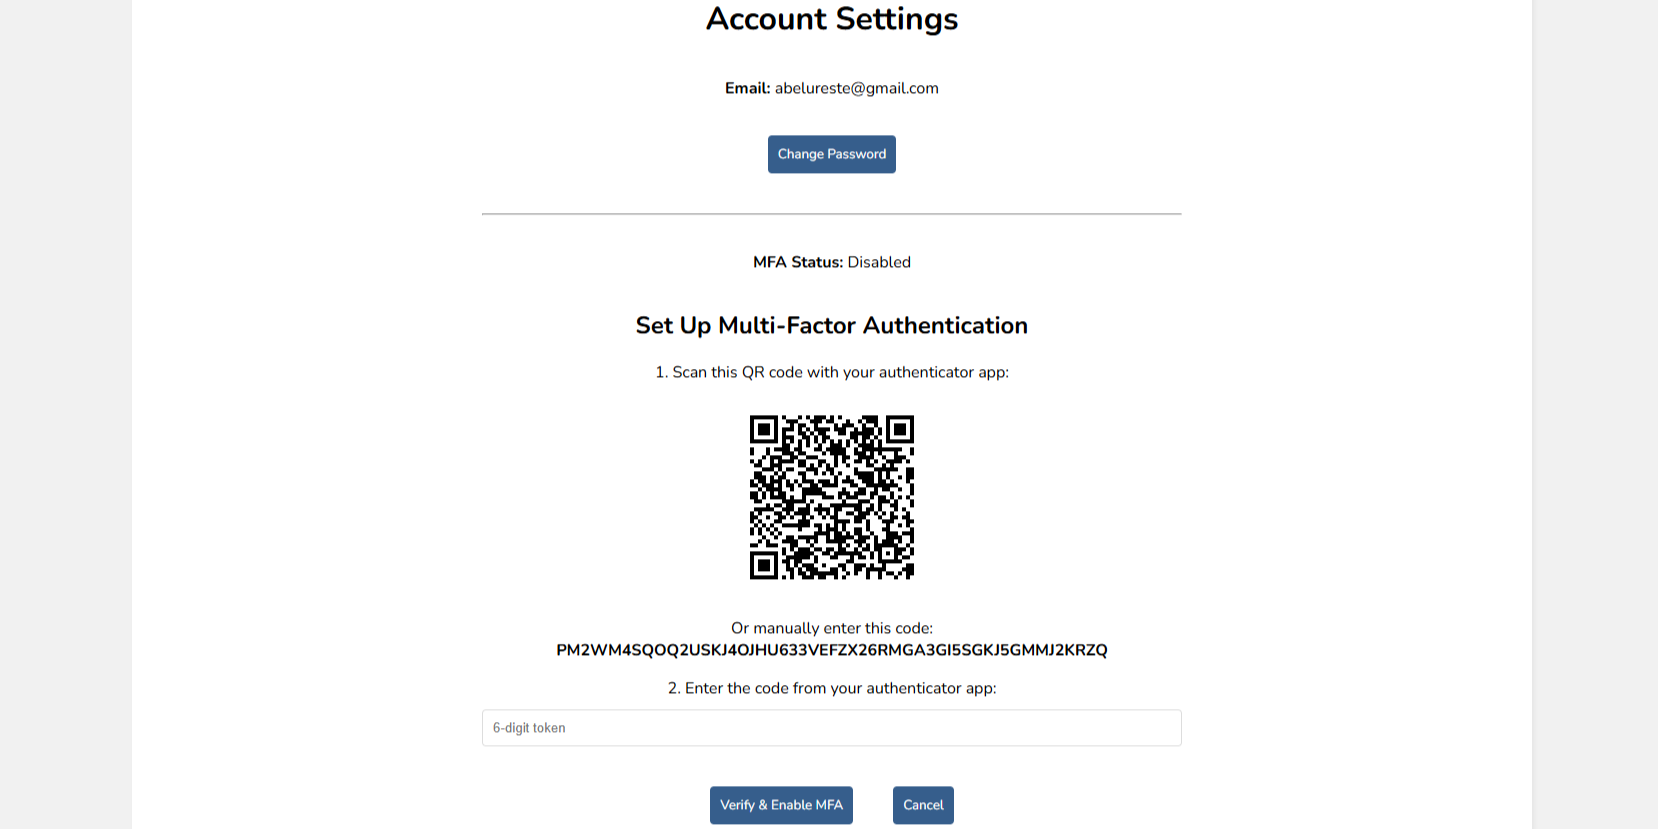 Account Settings
Email: abelureste@gmail.com
Change Password
MFA Status: Disabled
Set Up Multi-Factor Authentication
1. Scan this QR code with your authenticator app:
Or manually enter this code:
PM2WM4SQOQ2USKJ4OJHU633VEFZX26RMGA3GI5SGKJ5GMMJ2KRZQ
2. Enter the code from your authenticator app:
6-digit token
Verify & Enable MFA
Cancel